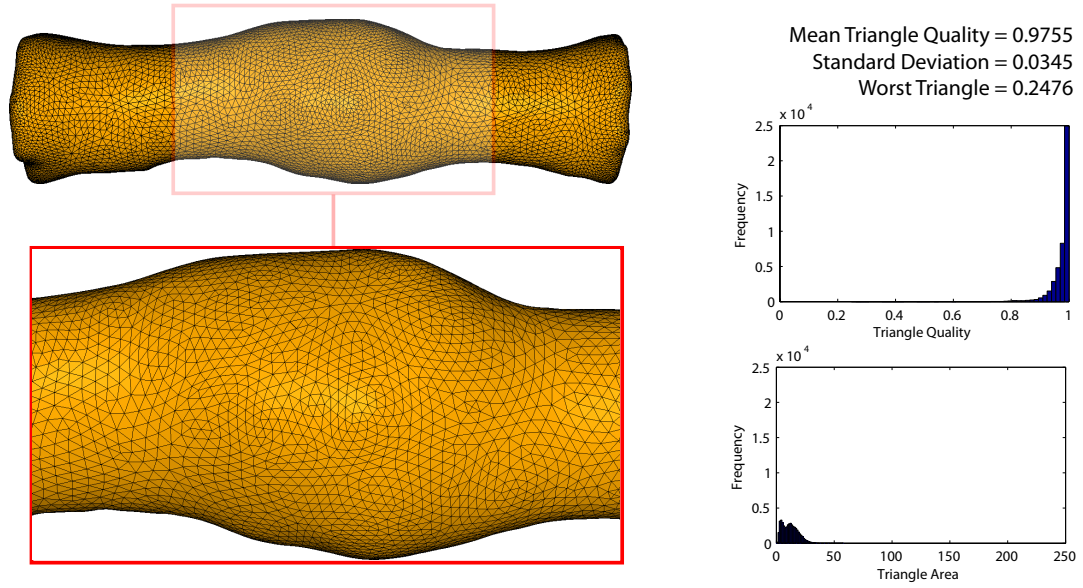 Mean Triangle Quality = 0.9755
Standard Deviation = 0.0345
Worst Triangle = 0.2476
x 10^4
2.5
2
1.5
1
0.5
0
Frequency
0 0.2 0.4 0.6 0.8 1
Triangle Quality
x 10^4
2.5
2
1.5
1
0.5
0
Frequency
0 50 100 150 200 250
Triangle Area